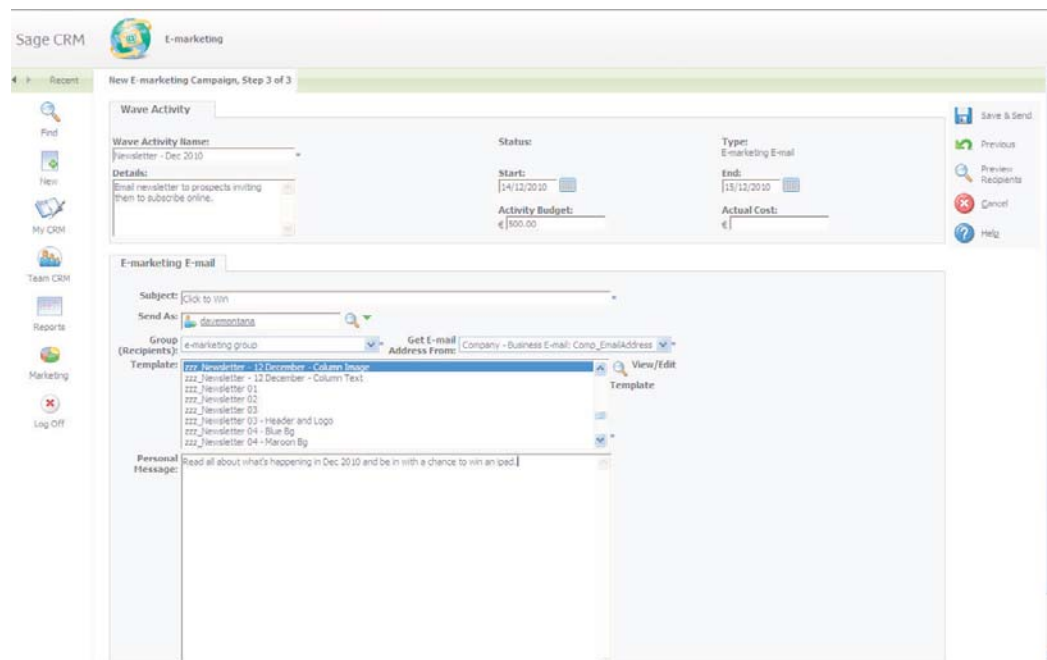 Sage CRM
E-marketing
Recent
New E-marketing Campaign, Step 3 of 3
Find
New
My CRM
Team CRM
Reports
Marketing
Log Off
Wave Activity
Wave Activity Name:
Newsletter - Dec 2010
Status:
Type:
E-marketing E-mail
Details:
Email newsletter to prospects inviting
them to subscribe online.
Start:
14/12/2010
End:
15/12/2010
Activity Budget:
€ 500.00
Actual Cost:
€
Save & Send
Previous
Preview
Recipients
Cancel
Help
E-marketing E-mail
Subject: Click to Win
Send As: davemontana
Group
(Recipients): e-marketing group
Get E-mail
Address From: Company - Business E-mail: Comp_EmailAddress
Template: zzz_Newsletter - 12 December - Column Image
zzz_Newsletter - 12 December - Column Text
zzz_Newsletter 01
zzz_Newsletter 02
zzz_Newsletter 03
zzz_Newsletter 03 - Header and Logo
zzz_Newsletter 04 - Blue Bg
zzz_Newsletter 04 - Maroon Bg
View/Edit
Template
Personal
Message: Read all about what's happening in Dec 2010 and be in with a chance to win an ipad.